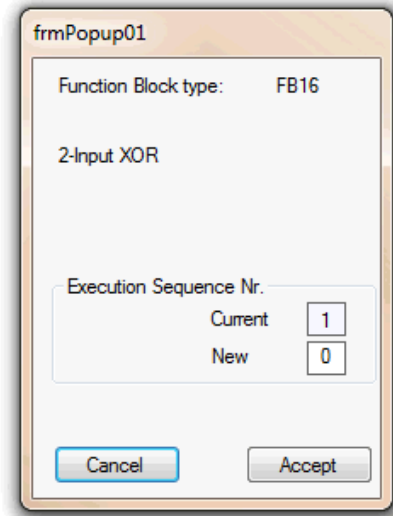 frmPopup01
Function Block type: FB16
2-Input XOR
Execution Sequence Nr.
Current 1
New 0
Cancel Accept